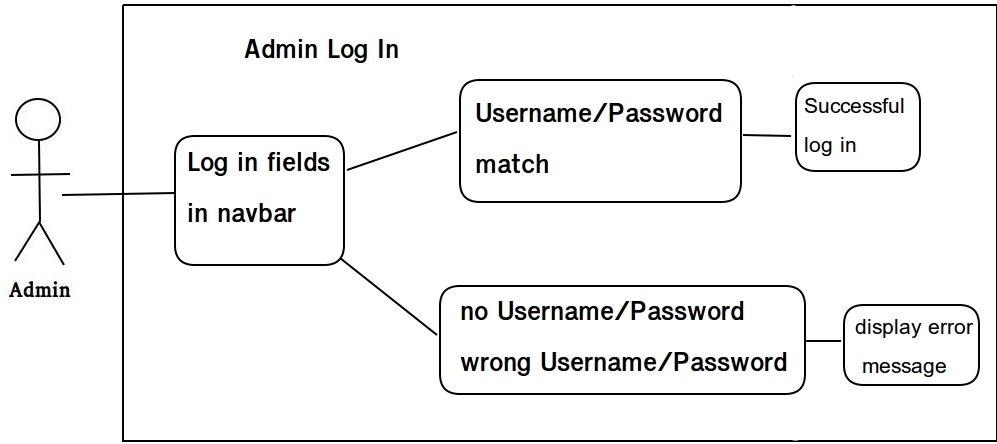 Admin Log In
Admin
Log in fields
in navbar
Username/Password
match
Successful
log in
no Username/Password
wrong Username/Password
display error
message